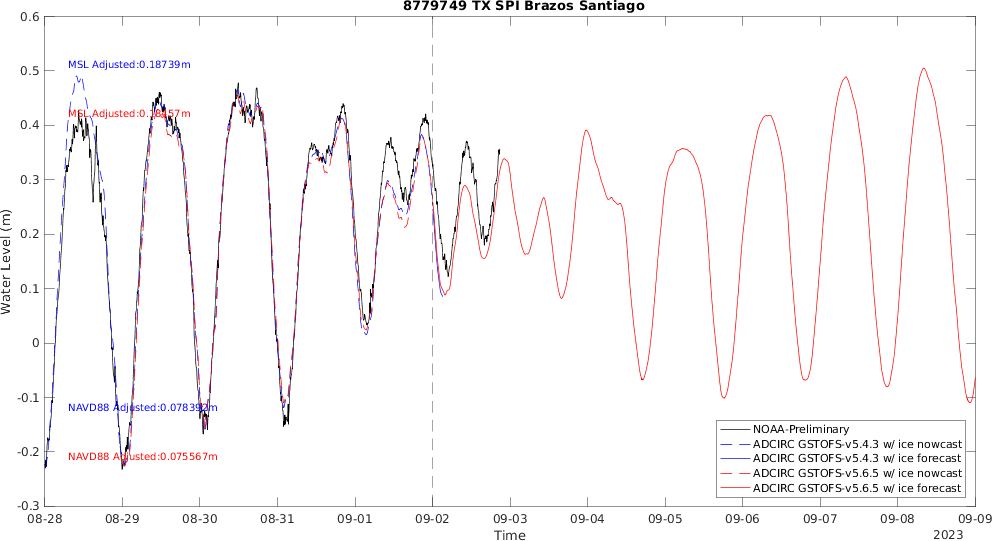 8779749 TX SPI Brazos Santiago
0.6
0.5
0.4
0.3
0.2
0.1
0
-0.1
-0.2
-0.3
Water Level (m)
MSL Adjusted:0.18739m
MSL Adjusted:0.18457m
NAVD88 Adjusted:0.078392m
NAVD88 Adjusted:0.075567m
NOAA-Preliminary
ADCIRC GSTOFS-v5.4.3 w/ ice nowcast
ADCIRC GSTOFS-v5.4.3 w/ ice forecast
ADCIRC GSTOFS-v5.6.5 w/ ice nowcast
ADCIRC GSTOFS-v5.6.5 w/ ice forecast
08-28 08-29 08-30 08-31 09-01 09-02 09-03 09-04 09-05 09-06 09-07 09-08 09-09
Time
2023